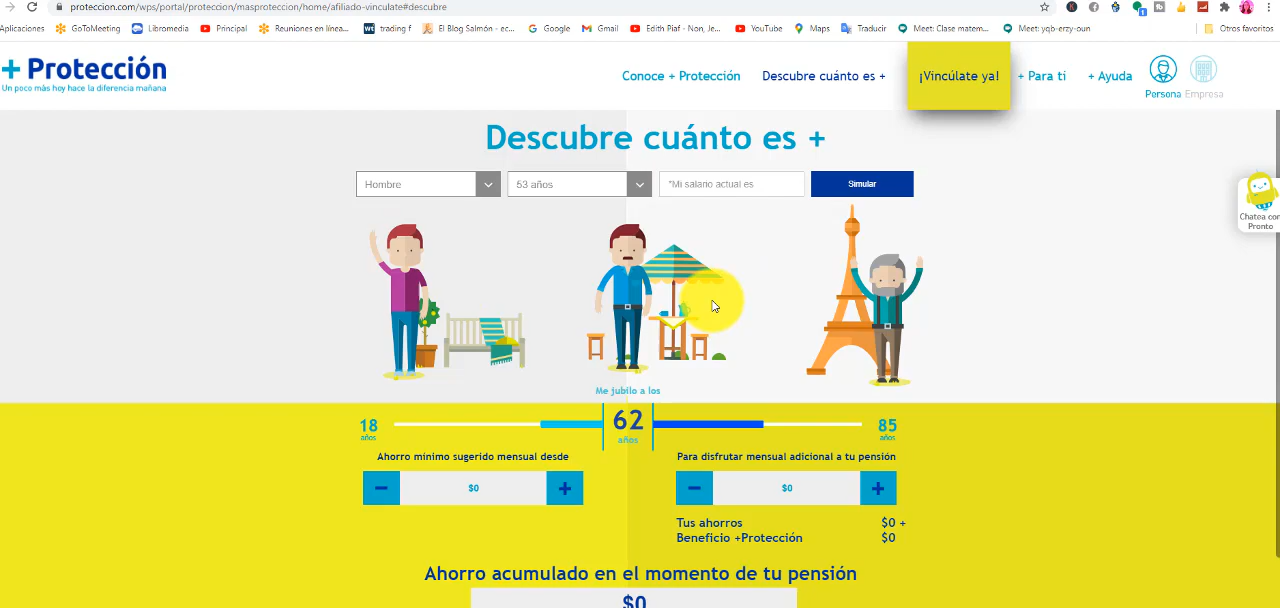 proteccion.com/wps/portal/proteccion/masproteccion/home/afiliado-vinculate#descubre
Aplicaciones GoToMeeting Libromedia Principal Reuniones en línea... trading f El Blog Salmón - ec... Google Gmail Edith Piaf - Non, Je... YouTube Maps Traducir Meet: Clase matem... Meet: yqb-erzy-oun Otros favoritos
+ Protección
Un poco más hoy hace la diferencia mañana
Conoce + Protección Descubre cuánto es + ¡Vincúlate ya! + Para ti + Ayuda
Persona Empresa
Descubre cuánto es +
Hombre 53 años *Mi salario actual es Simular
Chatea con
Pronto
Me jubilo a los
18 62 85
años años años
Ahorro mínimo sugerido mensual desde Para disfrutar mensual adicional a tu pensión
− $0 + − $0 +
Tus ahorros $0 +
Beneficio +Protección $0
Ahorro acumulado en el momento de tu pensión
$0